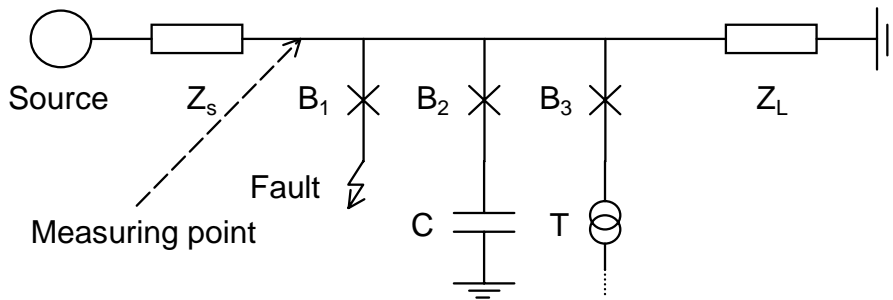 Source
Z_s
B_1
B_2
B_3
Z_L
Fault
Measuring point
C
T